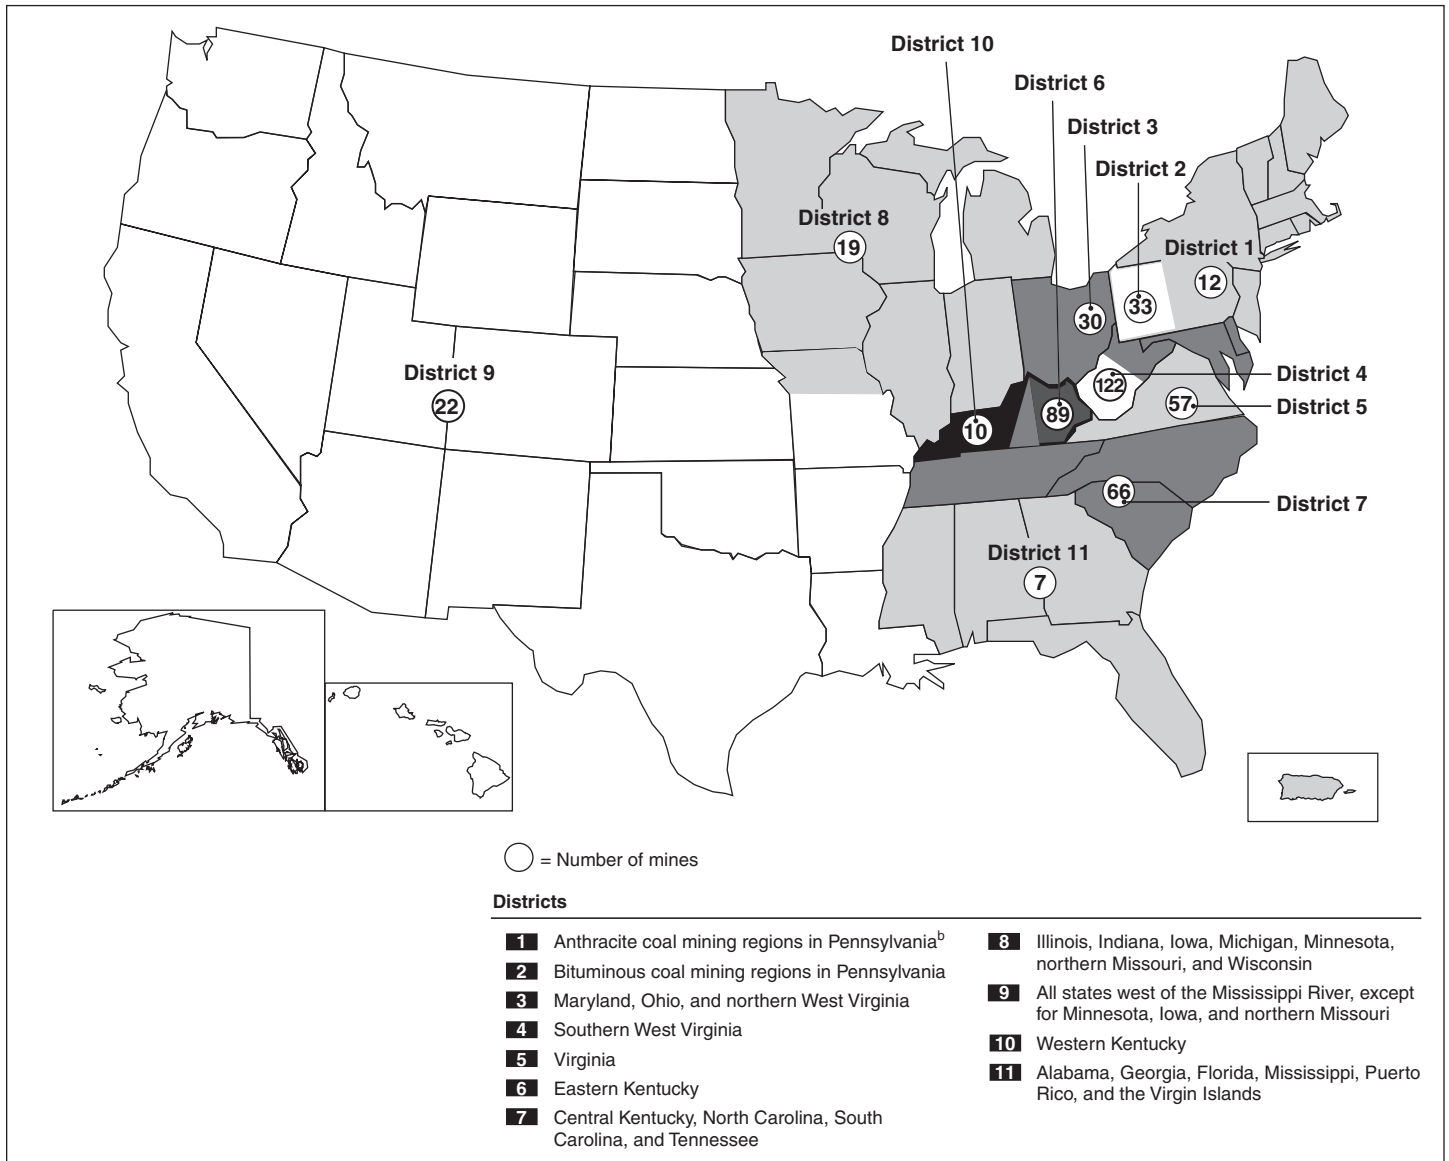 District 10
District 6
District 3
District 2
District 8
19
District 1
12
33
30
District 9
22
District 4
122
District 5
57
89
10
66
District 7
District 11
7
= Number of mines
Districts
1 Anthracite coal mining regions in Pennsylvaniab
2 Bituminous coal mining regions in Pennsylvania
3 Maryland, Ohio, and northern West Virginia
4 Southern West Virginia
5 Virginia
6 Eastern Kentucky
7 Central Kentucky, North Carolina, South
Carolina, and Tennessee
8 Illinois, Indiana, Iowa, Michigan, Minnesota,
northern Missouri, and Wisconsin
9 All states west of the Mississippi River, except
for Minnesota, Iowa, and northern Missouri
10 Western Kentucky
11 Alabama, Georgia, Florida, Mississippi, Puerto
Rico, and the Virgin Islands